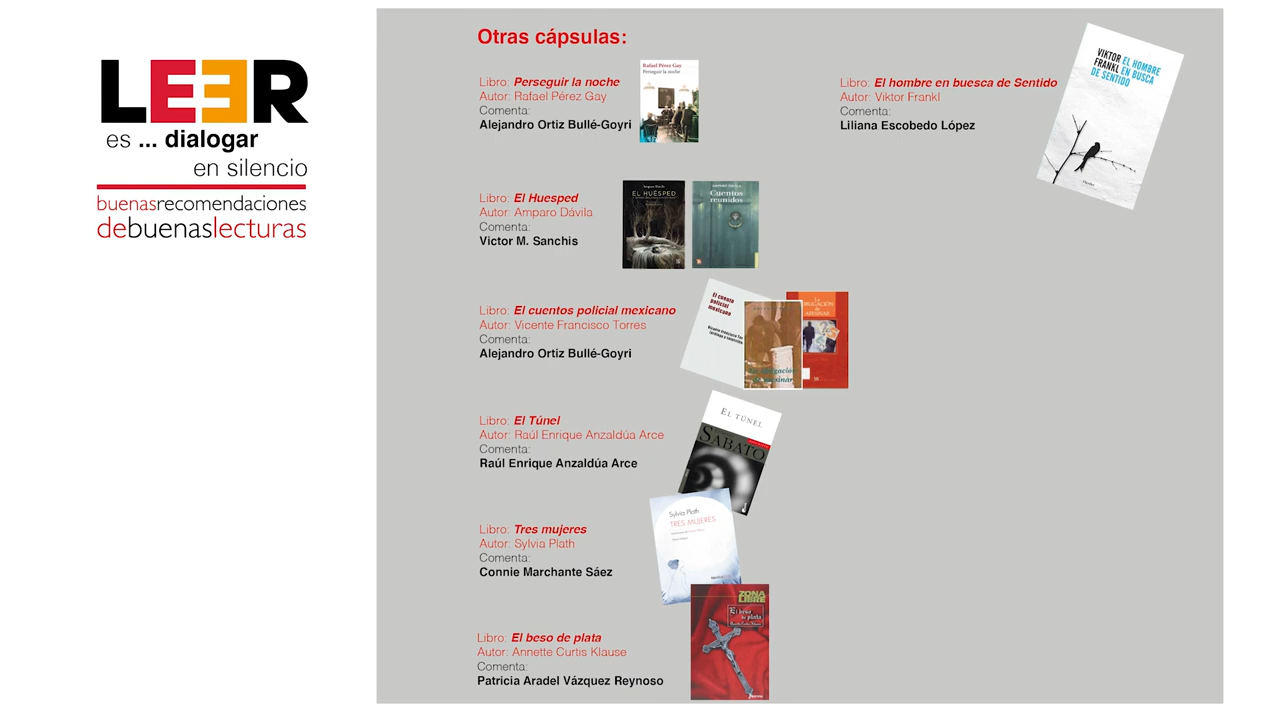 LEER
es ... dialogar
en silencio
buenasrecomendaciones
debuenaslecturas
Otras cápsulas:
Libro: Perseguir la noche
Autor: Rafael Pérez Gay
Comenta:
Alejandro Ortiz Bullé-Goyri
Rafael Pérez Gay
Perseguir la noche
Libro: El Huesped
Autor: Amparo Dávila
Comenta:
Victor M. Sanchis
EL HUÉSPED
Cuentos
reunidos
Libro: El cuentos policial mexicano
Autor: Vicente Francisco Torres
Comenta:
Alejandro Ortiz Bullé-Goyri
El cuento
policial
mexicano
Libro: El Túnel
Autor: Raúl Enrique Anzaldúa Arce
Comenta:
Raúl Enrique Anzaldúa Arce
EL TÚNEL
SABATO
Libro: Tres mujeres
Autor: Sylvia Plath
Comenta:
Connie Marchante Sáez
Sylvia Plath
TRES MUJERES
Libro: El beso de plata
Autor: Annette Curtis Klause
Comenta:
Patricia Aradel Vázquez Reynoso
ZONA
LIBRE
El beso
de plata
Libro: El hombre en buesca de Sentido
Autor: Viktor Frankl
Comenta:
Liliana Escobedo López
VIKTOR EL HOMBRE
FRANKL EN BUSCA
DE SENTIDO